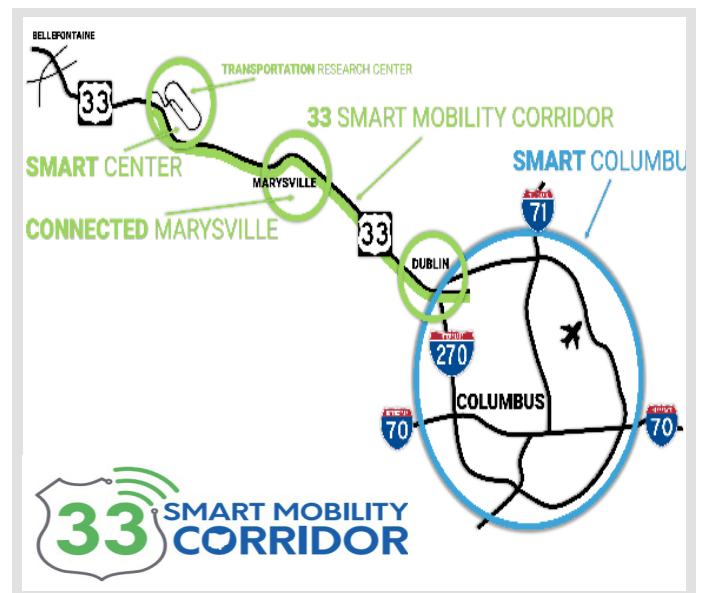 BELLEFONTAINE
TRANSPORTATION RESEARCH CENTER
33
33 SMART MOBILITY CORRIDOR
SMART CENTER
SMART COLUMBU
MARYSVILLE
71
CONNECTED MARYSVILLE
33
DUBLIN
270
COLUMBUS
70
70
33 SMART MOBILITY
CORRIDOR